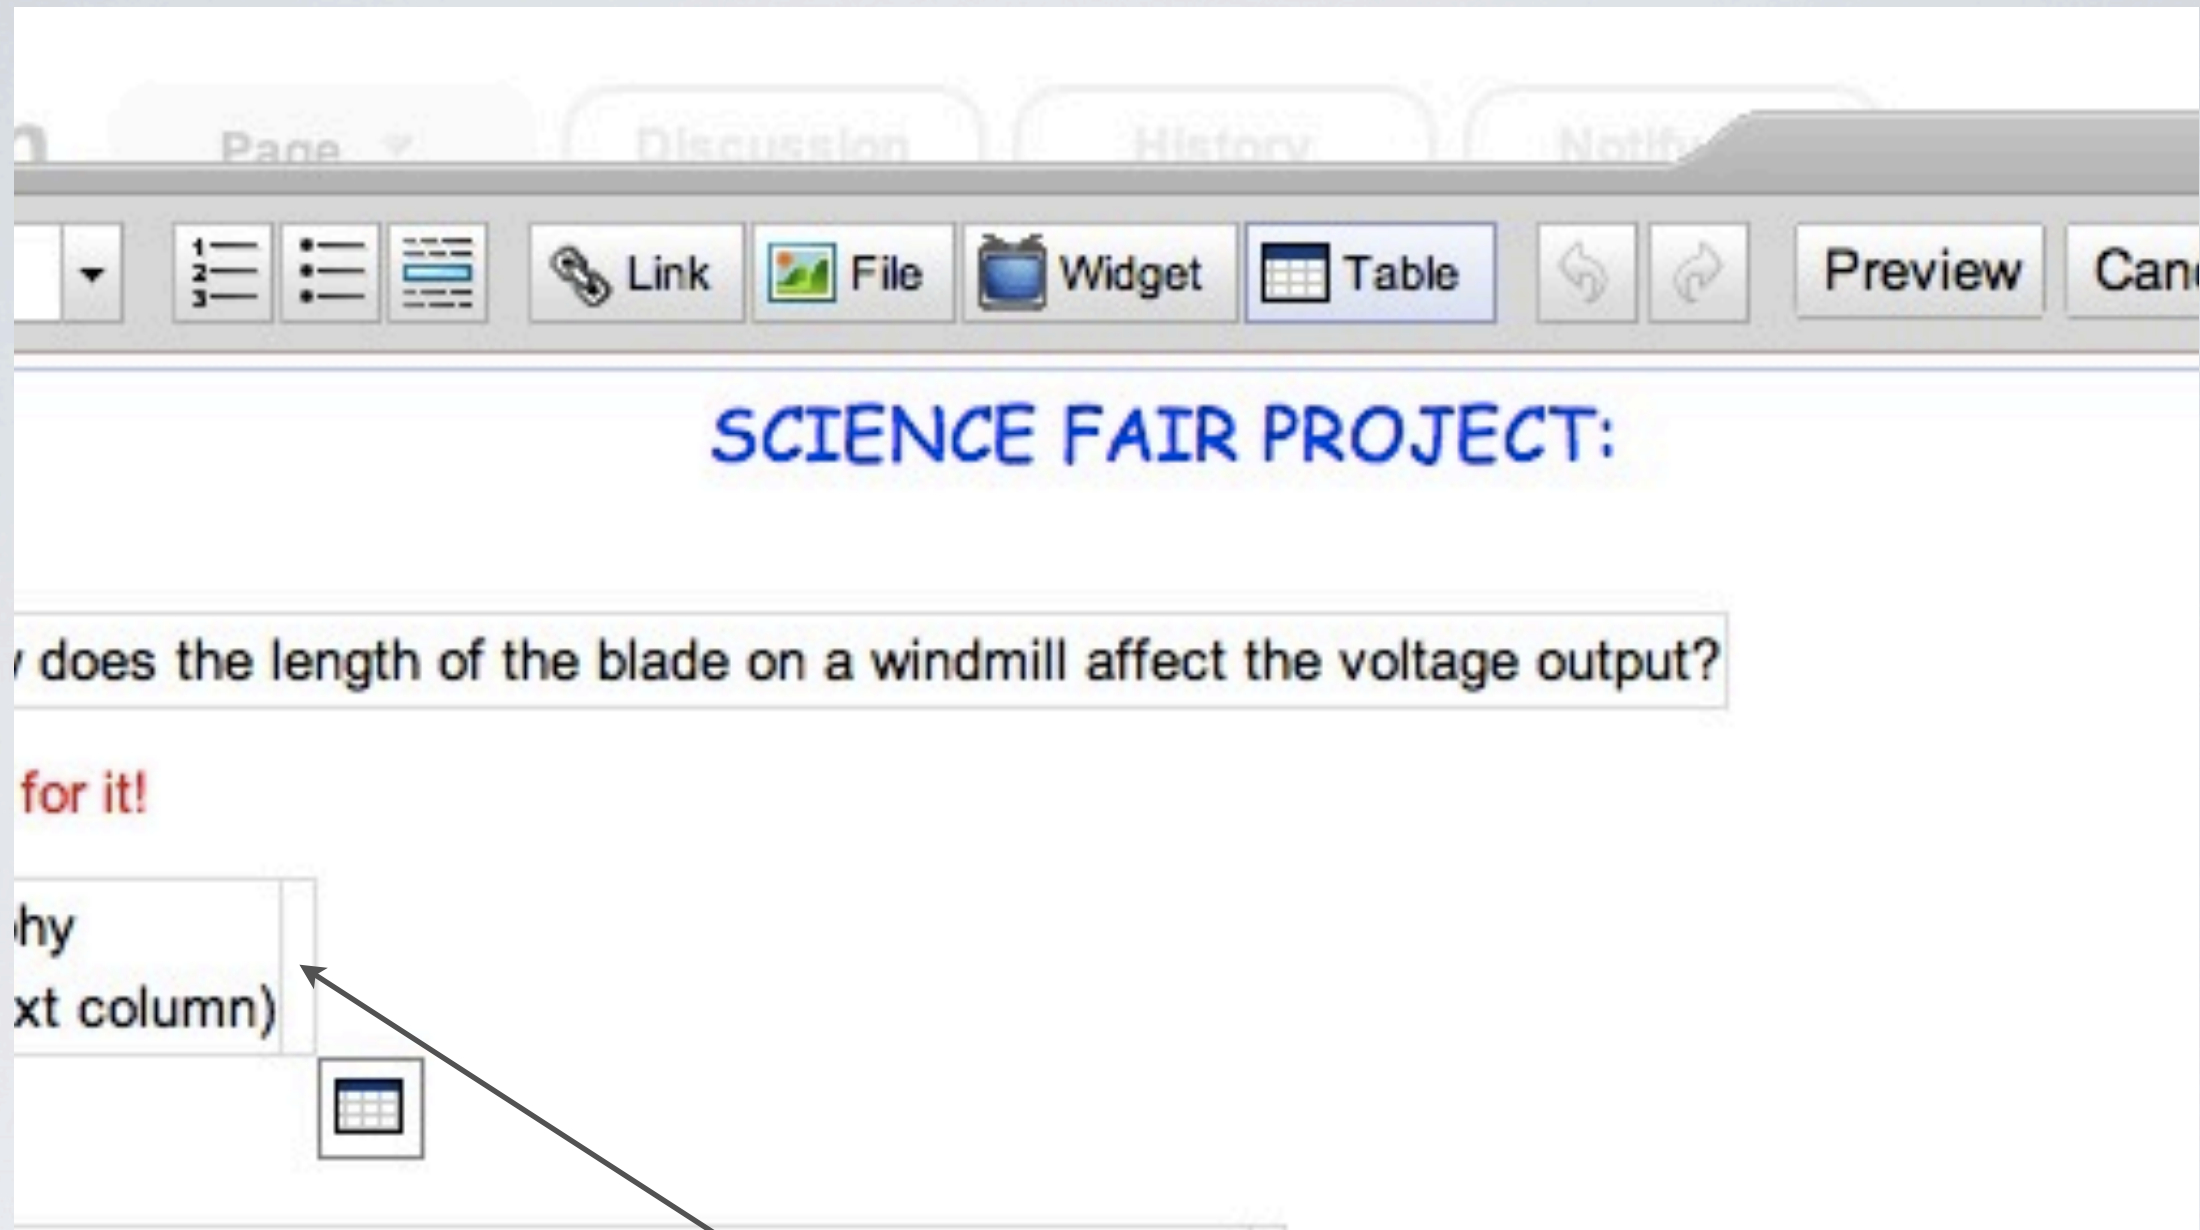 Page Discussion History Notify
Link File Widget Table Preview
SCIENCE FAIR PROJECT:
does the length of the blade on a windmill affect the voltage output?
for it!
column)